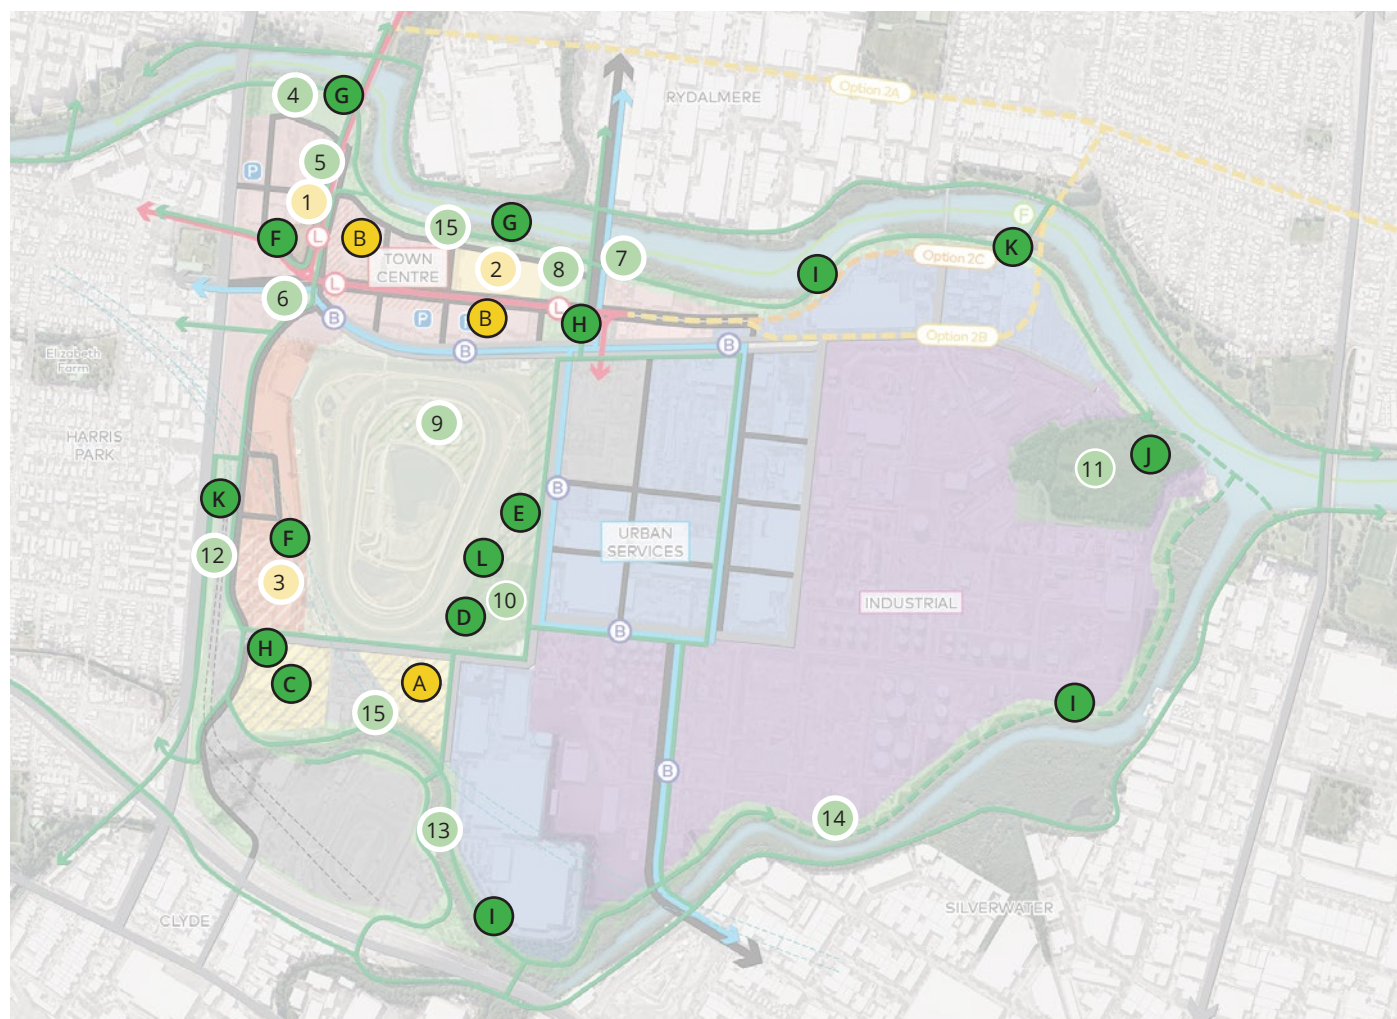 Option 2A
RYDALMERE
4
G
P
5
1
F
L
B
15
G
F
K
TOWN
CENTRE
2
8
7
I
Option 2C
6
L
L
B
P
B
H
Option 2B
B
B
Elizabeth
Farm
9
HARRIS
PARK
11
J
K
B
E
F
URBAN
SERVICES
12
L
3
10
INDUSTRIAL
D
B
H
C
A
15
I
B
13
14
I
CLYDE
SILVERWATER